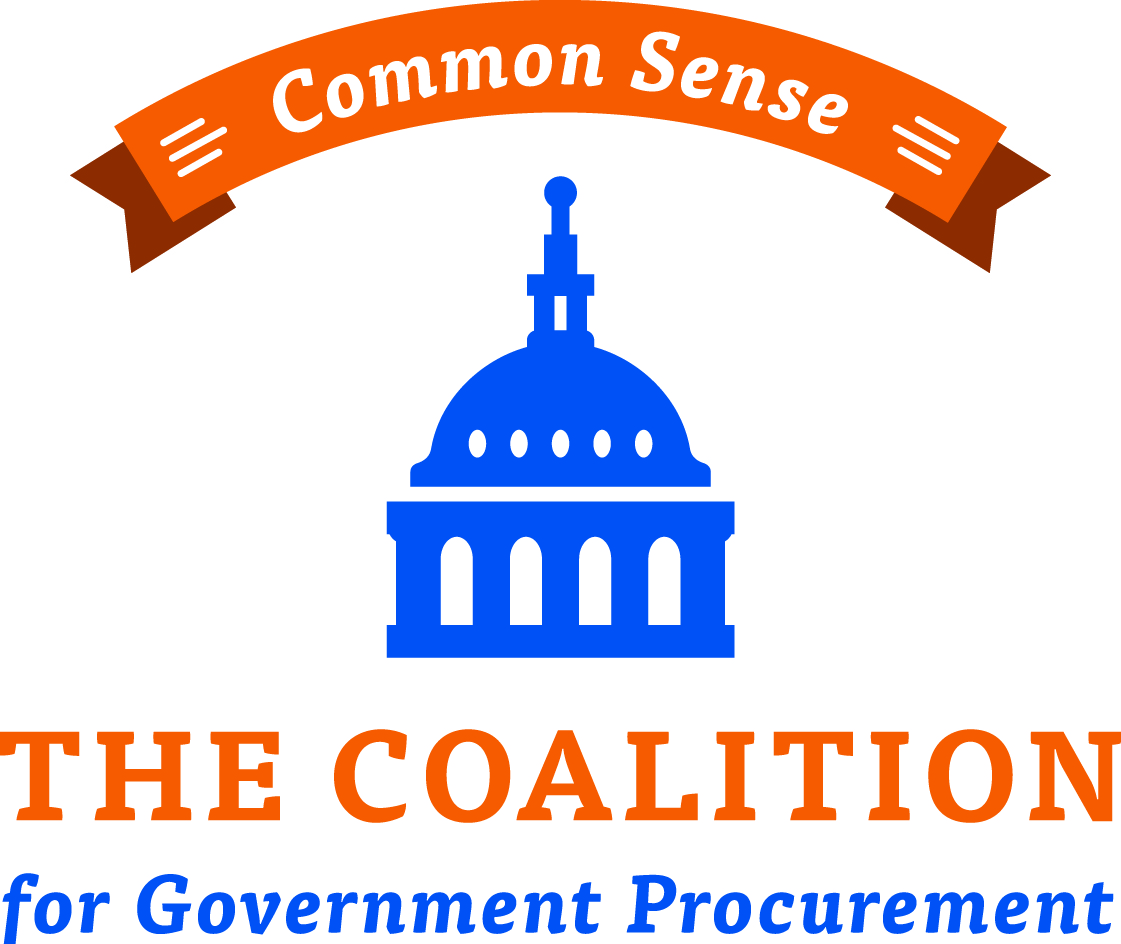 Common Sense
THE COALITION
for Government Procurement